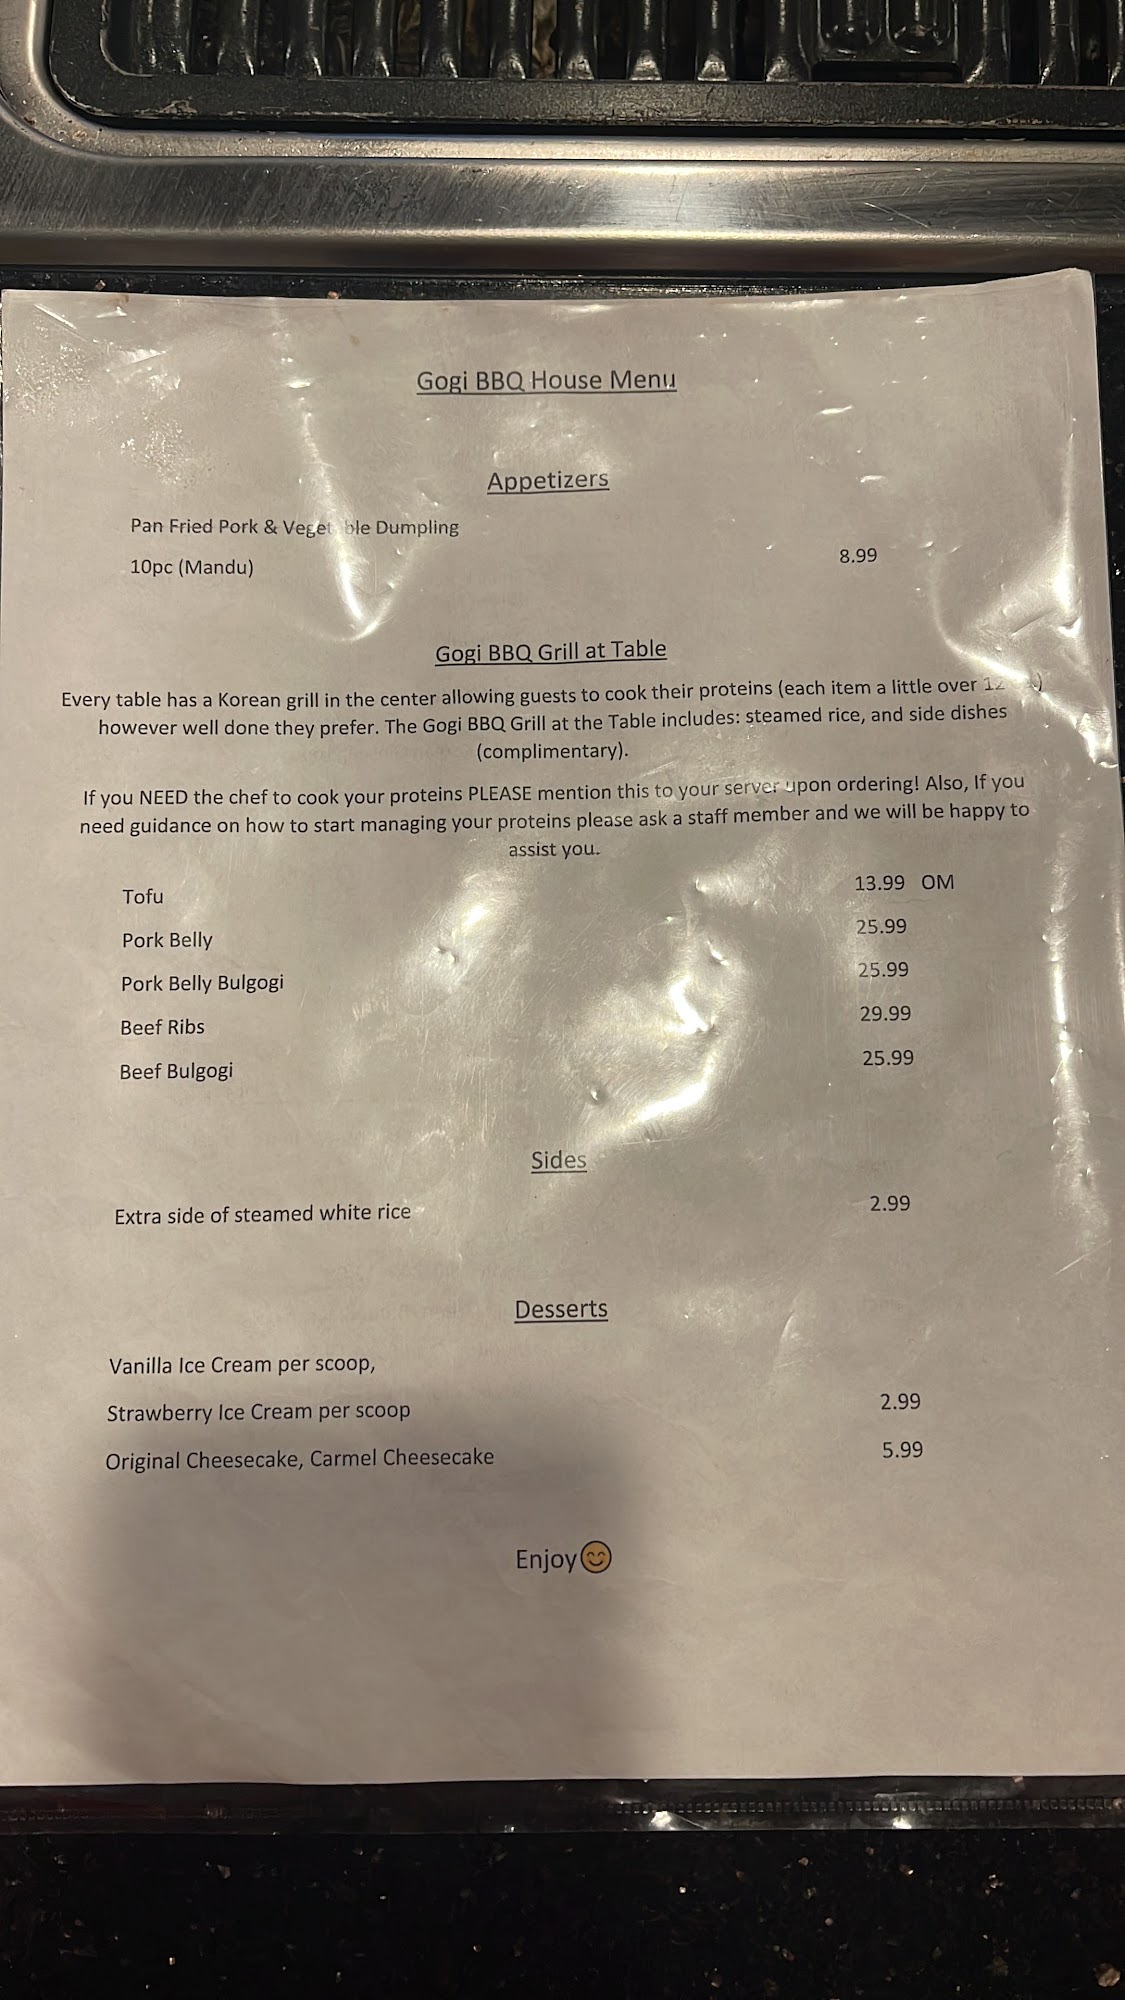 Gogi BBQ House Menu
Appetizers
Pan Fried Pork & Veget ble Dumpling
10pc (Mandu) 8.99
Gogi BBQ Grill at Table
Every table has a Korean grill in the center allowing guests to cook their proteins (each item a little over 12
however well done they prefer. The Gogi BBQ Grill at the Table includes: steamed rice, and side dishes
(complimentary).
If you NEED the chef to cook your proteins PLEASE mention this to your server upon ordering! Also, If you
need guidance on how to start managing your proteins please ask a staff member and we will be happy to
assist you.
Tofu 13.99 OM
Pork Belly 25.99
Pork Belly Bulgogi 25.99
Beef Ribs 29.99
Beef Bulgogi 25.99
Sides
Extra side of steamed white rice 2.99
Desserts
Vanilla Ice Cream per scoop,
Strawberry Ice Cream per scoop 2.99
Original Cheesecake, Carmel Cheesecake 5.99
Enjoy😊